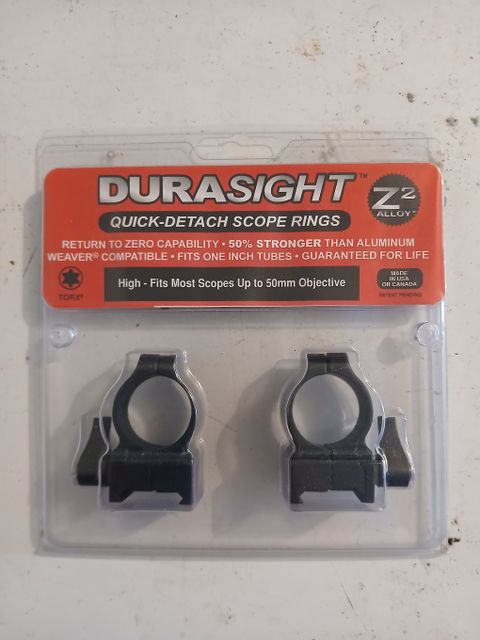 DURASIGHT™
Z2
ALLOY™
QUICK-DETACH SCOPE RINGS
RETURN TO ZERO CAPABILITY • 50% STRONGER THAN ALUMINUM
WEAVER® COMPATIBLE • FITS ONE INCH TUBES • GUARANTEED FOR LIFE
TORX®
High - Fits Most Scopes Up to 50mm Objective
MADE
IN USA
OR CANADA
PATENT PENDING